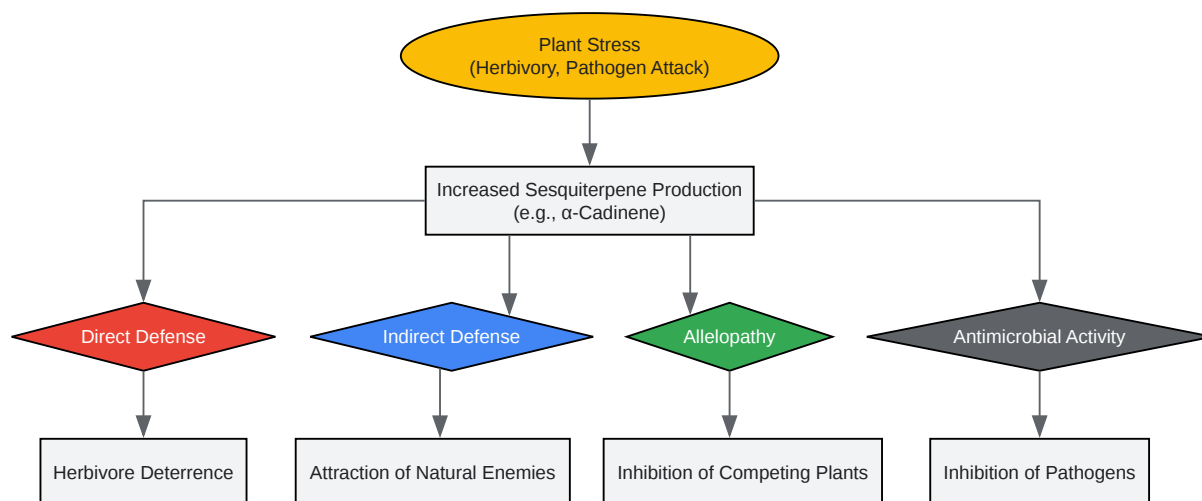 Plant Stress
(Herbivory, Pathogen Attack)
Increased Sesquiterpene Production
(e.g., α-Cadinene)
Direct Defense
Indirect Defense
Allelopathy
Antimicrobial Activity
Herbivore Deterrence
Attraction of Natural Enemies
Inhibition of Competing Plants
Inhibition of Pathogens